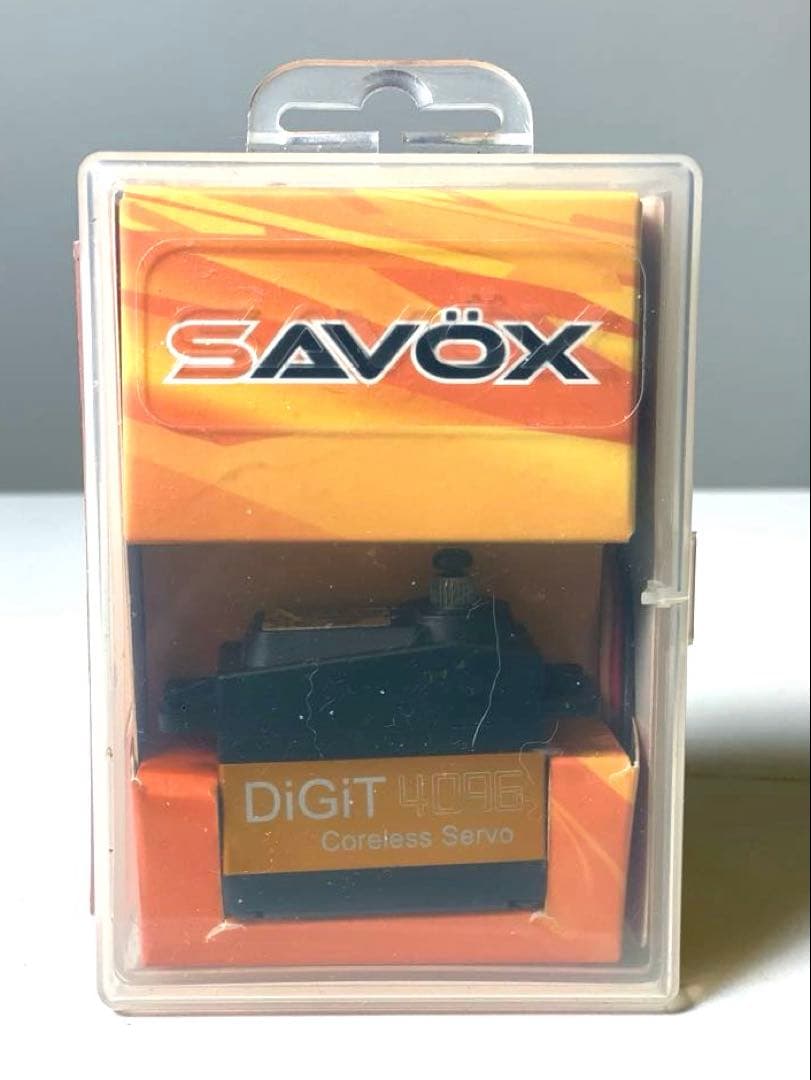 SAVÖX
DiGiT 4096
Coreless Servo